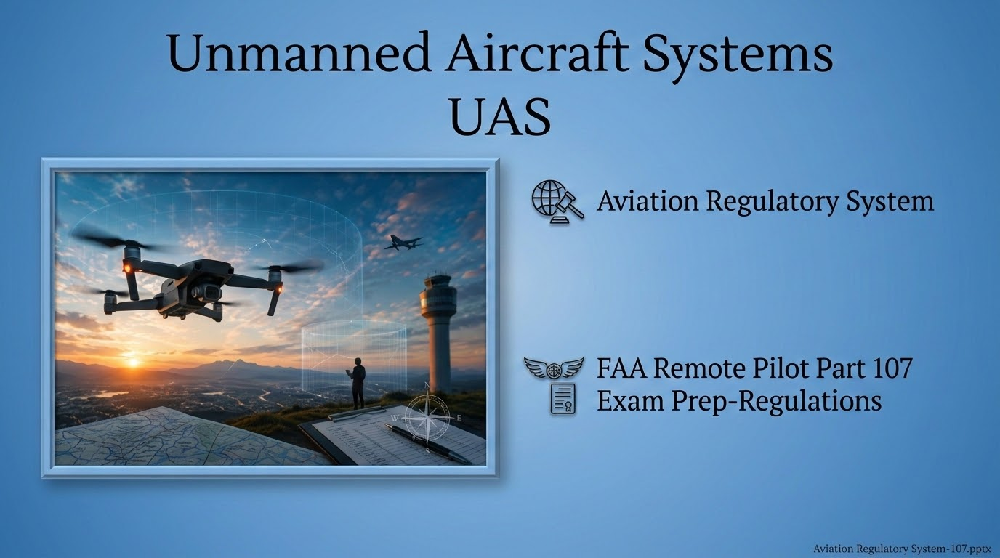 Unmanned Aircraft Systems
UAS
Aviation Regulatory System
FAA Remote Pilot Part 107
Exam Prep-Regulations
N
W
E
S
Aviation Regulatory System-107.pptx